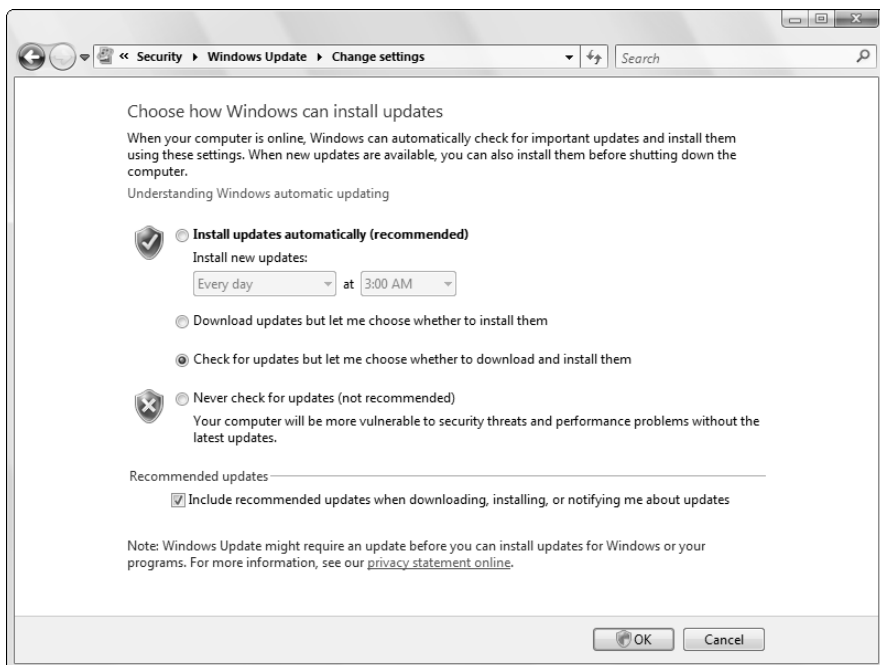 « Security ▸ Windows Update ▸ Change settings
Search
Choose how Windows can install updates
When your computer is online, Windows can automatically check for important updates and install them
using these settings. When new updates are available, you can also install them before shutting down the
computer.
Understanding Windows automatic updating
Install updates automatically (recommended)
Install new updates:
Every day at 3:00 AM
Download updates but let me choose whether to install them
Check for updates but let me choose whether to download and install them
Never check for updates (not recommended)
Your computer will be more vulnerable to security threats and performance problems without the
latest updates.
Recommended updates
Include recommended updates when downloading, installing, or notifying me about updates
Note: Windows Update might require an update before you can install updates for Windows or your
programs. For more information, see our privacy statement online.
OK Cancel